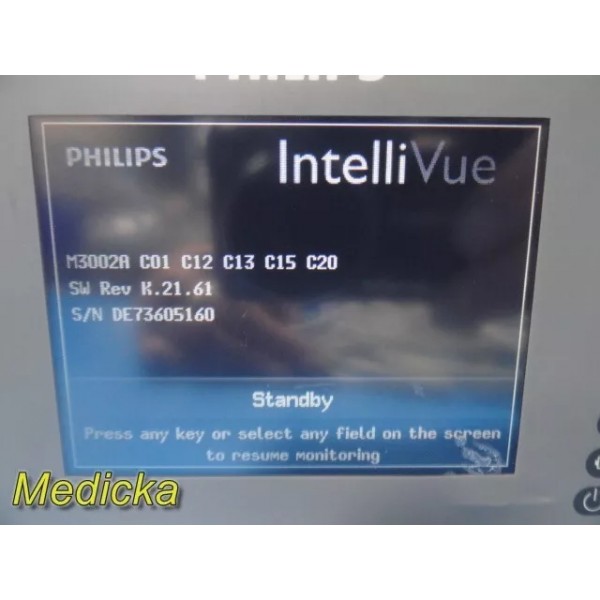 PHILIPS
PHILIPS IntelliVue
M3002A C01 C12 C13 C15 C20
SW Rev K.21.61
S/N DE73605160
Standby
Press any key or select any field on the screen
to resume monitoring
Medicka